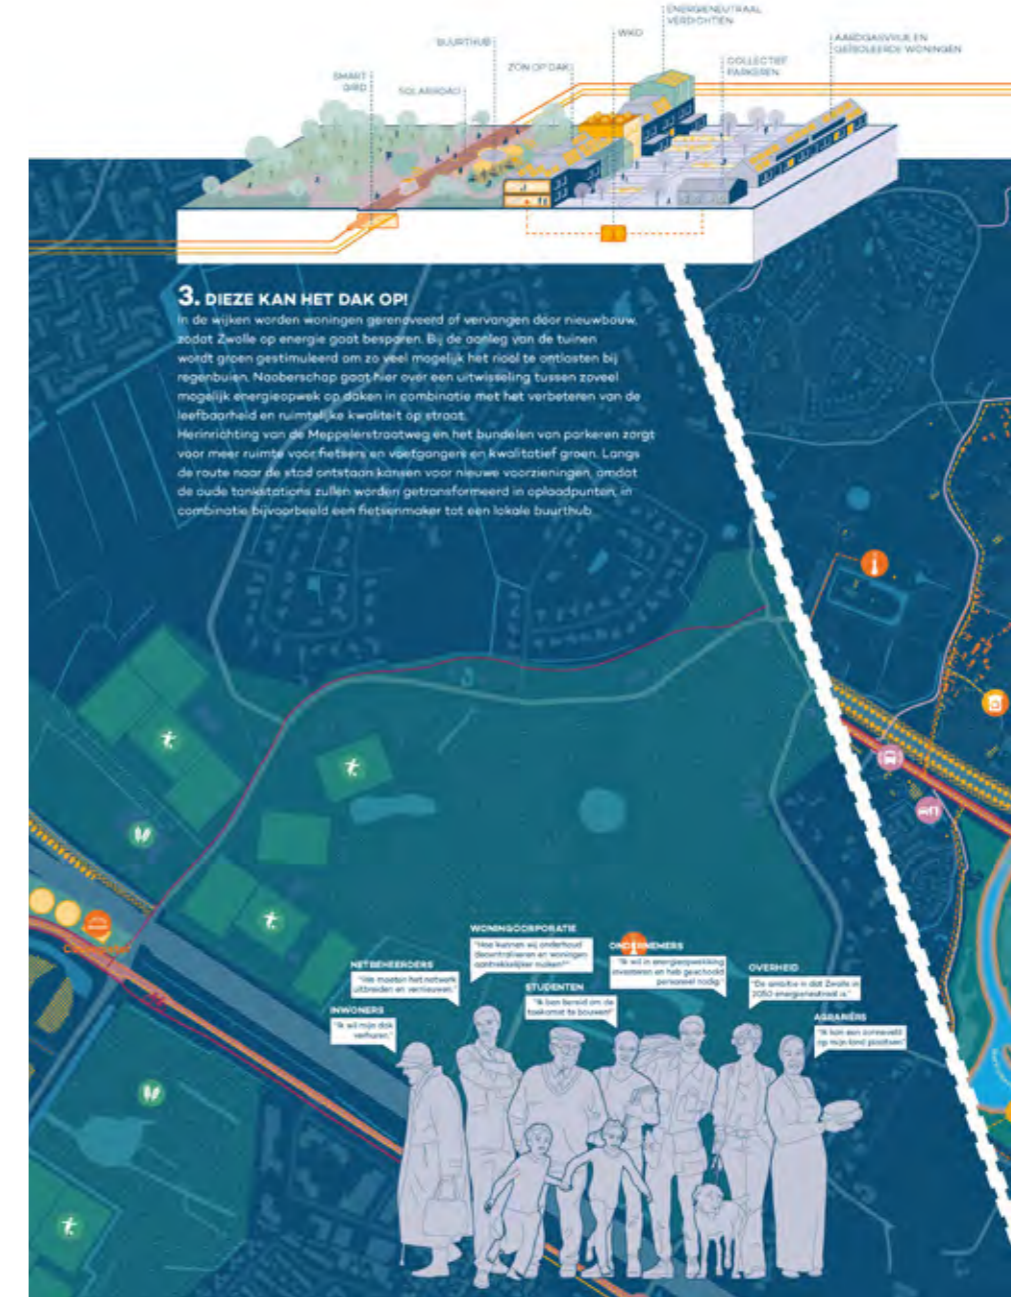 ENERGIENEUTRAAL
VERDICHTEN
WKO
AARDGASVRIJE EN
GEÏSOLEERDE WONINGEN
BUURTHUB
COLLECTIEF
PARKEREN
ZON OP DAK
SMART
GRID
SOLARROAD
3. DIEZE KAN HET DAK OP!
In de wijken worden woningen gerenoveerd of vervangen door nieuwbouw,
zodat Zwolle op energie gaat besparen. Bij de aanleg van de tuinen
wordt groen gestimuleerd om zo veel mogelijk het riool te ontlasten bij
regenbuien. Naoberschap gaat hier over een uitwisseling tussen zoveel
mogelijk energieopwek op daken in combinatie met het verbeteren van de
leefbaarheid en ruimtelijke kwaliteit op straat.
Herinrichting van de Meppelerstraatweg en het bundelen van parkeren zorgt
voor meer ruimte voor fietsers en voetgangers en kwalitatief groen. Langs
de route naar de stad ontstaan kansen voor nieuwe voorzieningen, omdat
de oude tankstations zullen worden getransformeerd in oplaadpunten, in
combinatie bijvoorbeeld een fietsenmaker tot een lokale buurthub.
WONINGCORPORATIE
"Hoe kunnen wij onderhoud
decentraliseren en woningen
aantrekkelijker maken?"
ONDERNEMERS
"Ik wil in energieopwekking
investeren en heb geschoold
personeel nodig."
NETBEHEERDERS
"We moeten het netwerk
uitbreiden en vernieuwen."
OVERHEID
"De ambitie is dat Zwolle in
2050 energieneutraal is."
STUDENTEN
"Ik ben bereid om de
toekomst te bouwen!"
INWONERS
"Ik wil mijn dak
verhuren."
AGRARIËRS
"Ik kan een zonneveld
op mijn land plaatsen"